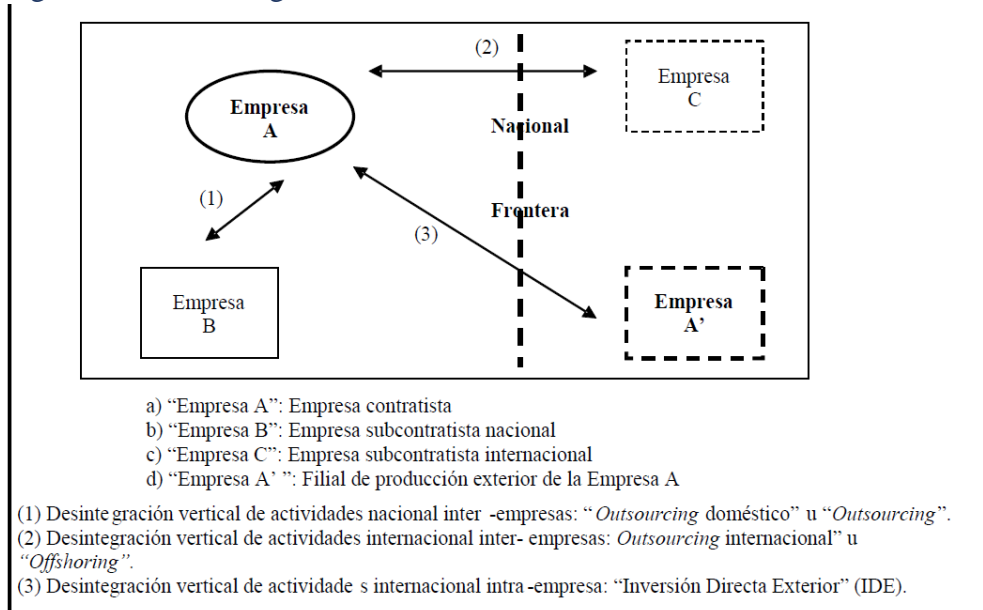 (2)
Empresa
C
Empresa
A
Nacional
(1)
Frontera
(3)
Empresa
B
Empresa
A’
a) “Empresa A”: Empresa contratista
b) “Empresa B”: Empresa subcontratista nacional
c) “Empresa C”: Empresa subcontratista internacional
d) “Empresa A’ ”: Filial de producción exterior de la Empresa A
(1) Desinte gración vertical de actividades nacional inter -empresas: “Outsourcing doméstico” u “Outsourcing”.
(2) Desintegración vertical de actividades internacional inter- empresas: Outsourcing internacional” u
“Offshoring”.
(3) Desintegración vertical de actividade s internacional intra -empresa: “Inversión Directa Exterior” (IDE).